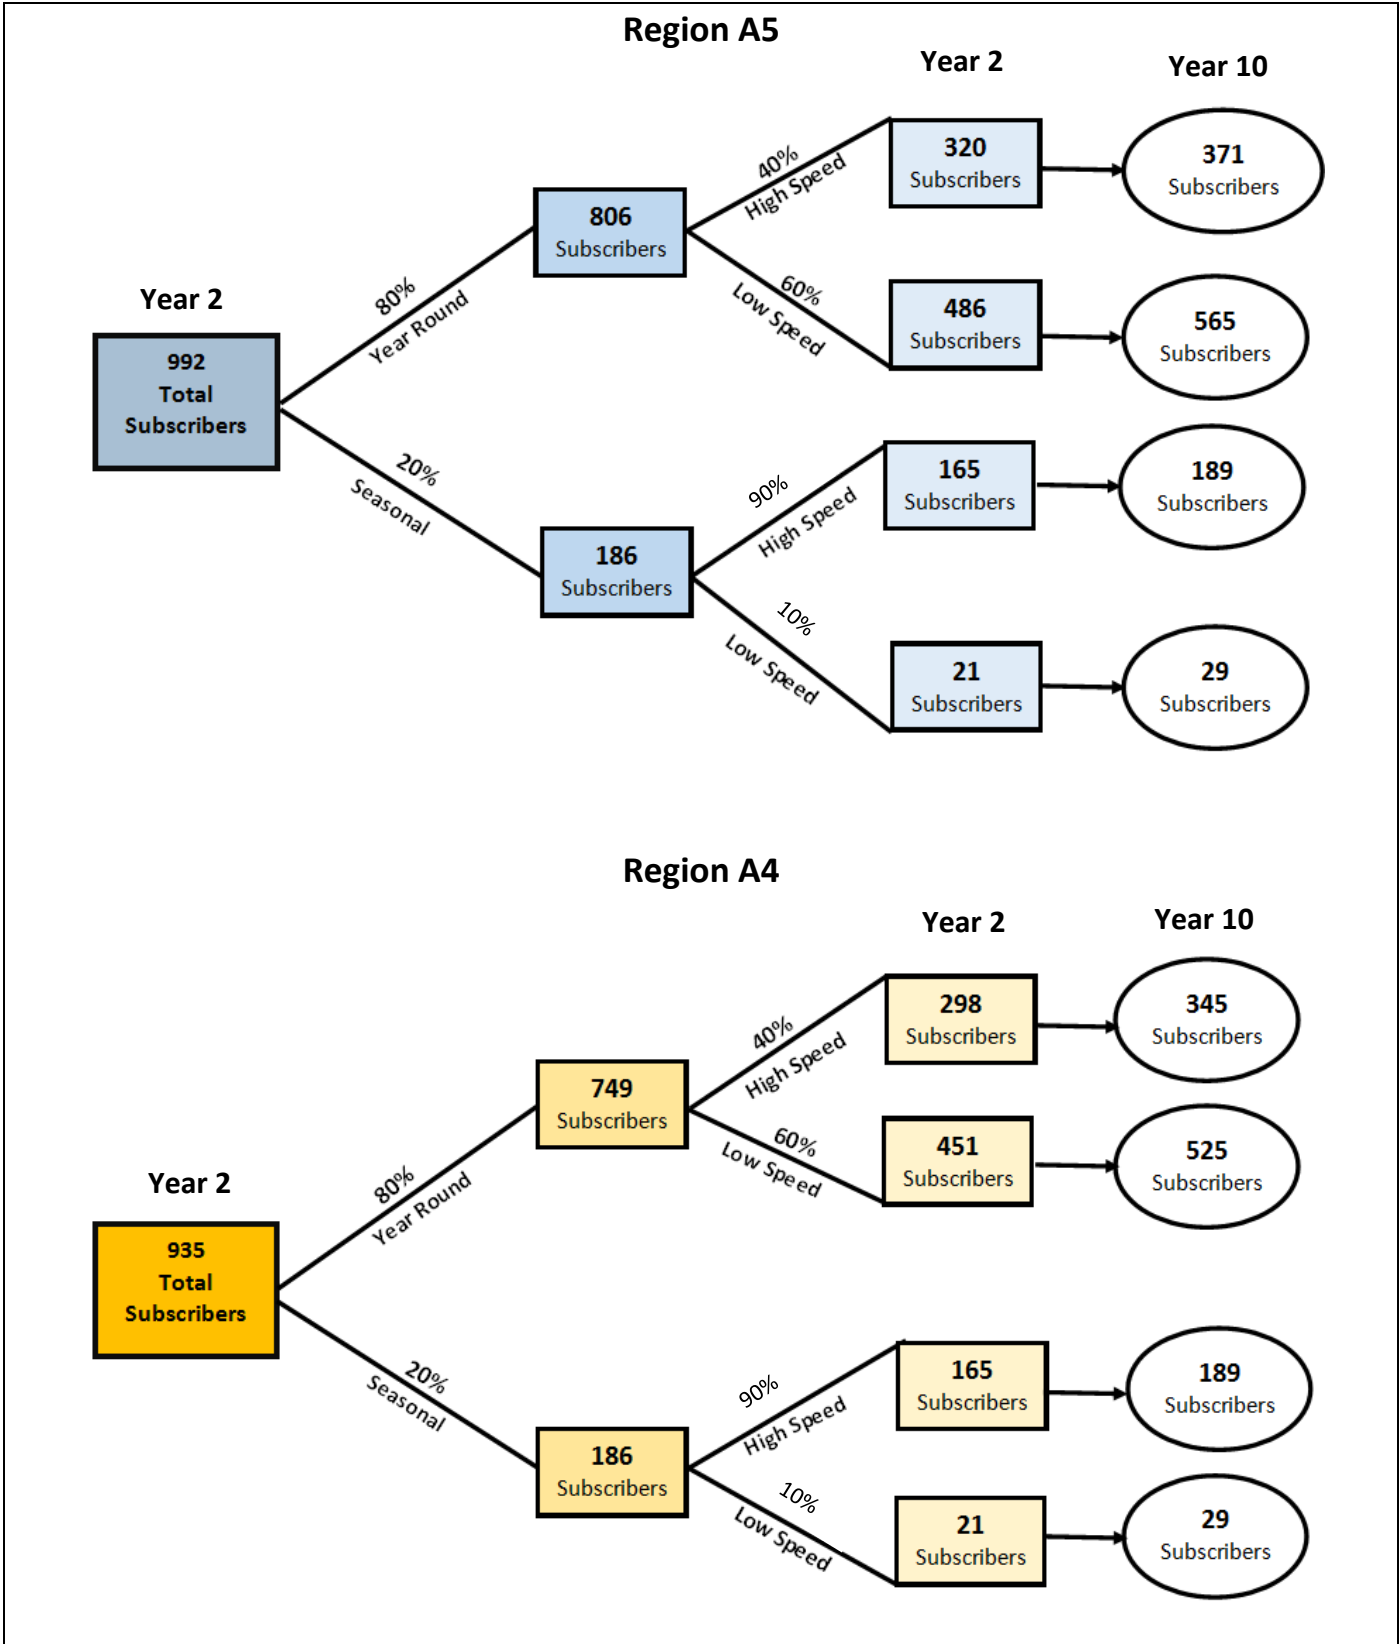 Region A5
Year 2
Year 10
320
Subscribers
371
Subscribers
40%
High Speed
806
Subscribers
60%
Low Speed
486
Subscribers
565
Subscribers
80%
Year Round
Year 2
992
Total
Subscribers
20%
Seasonal
165
Subscribers
189
Subscribers
90%
High Speed
186
Subscribers
10%
Low Speed
21
Subscribers
29
Subscribers
Region A4
Year 2
Year 10
298
Subscribers
345
Subscribers
40%
High Speed
749
Subscribers
60%
Low Speed
451
Subscribers
525
Subscribers
80%
Year Round
Year 2
935
Total
Subscribers
20%
Seasonal
165
Subscribers
189
Subscribers
90%
High Speed
186
Subscribers
10%
Low Speed
21
Subscribers
29
Subscribers